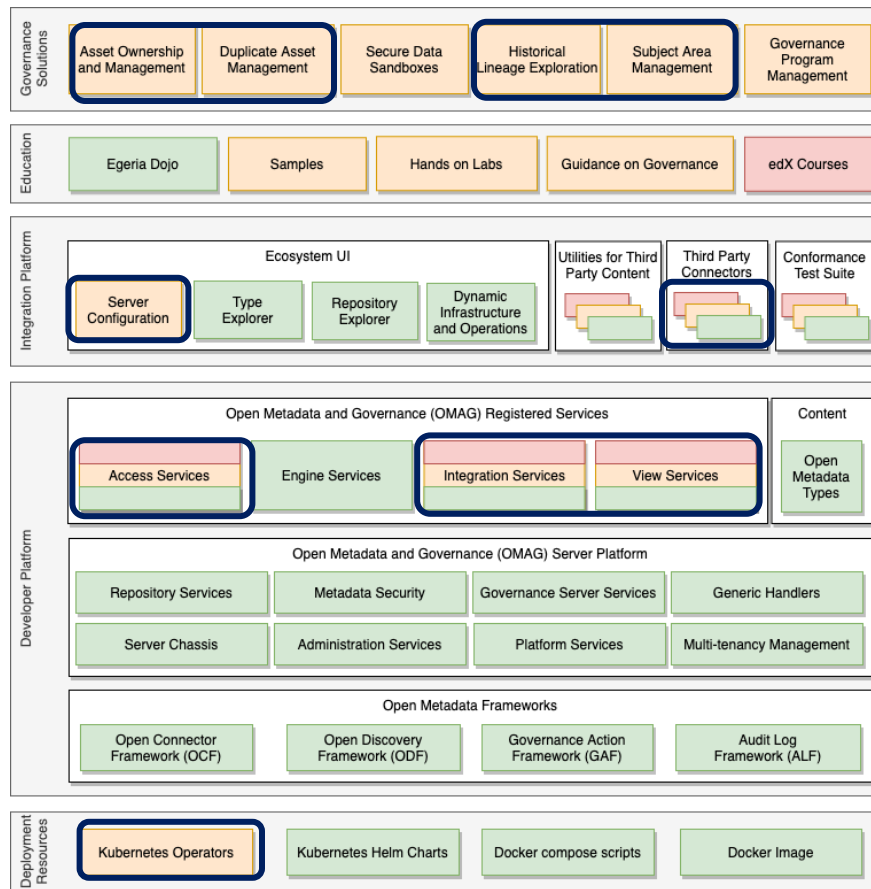 Governance
Solutions
Asset Ownership
and Management
Duplicate Asset
Management
Secure Data
Sandboxes
Historical
Lineage Exploration
Subject Area
Management
Governance
Program
Management
Education
Egeria Dojo
Samples
Hands on Labs
Guidance on Governance
edX Courses
Integration Platform
Ecosystem UI
Server
Configuration
Type
Explorer
Repository
Explorer
Dynamic
Infrastructure
and Operations
Utilities for Third
Party Content
Third Party
Connectors
Conformance
Test Suite
Developer Platform
Open Metadata and Governance (OMAG) Registered Services
Access Services
Engine Services
Integration Services
View Services
Content
Open
Metadata
Types
Open Metadata and Governance (OMAG) Server Platform
Repository Services
Metadata Security
Governance Server Services
Generic Handlers
Server Chassis
Administration Services
Platform Services
Multi-tenancy Management
Open Metadata Frameworks
Open Connector
Framework (OCF)
Open Discovery
Framework (ODF)
Governance Action
Framework (GAF)
Audit Log
Framework (ALF)
Deployment
Resources
Kubernetes Operators
Kubernetes Helm Charts
Docker compose scripts
Docker Image